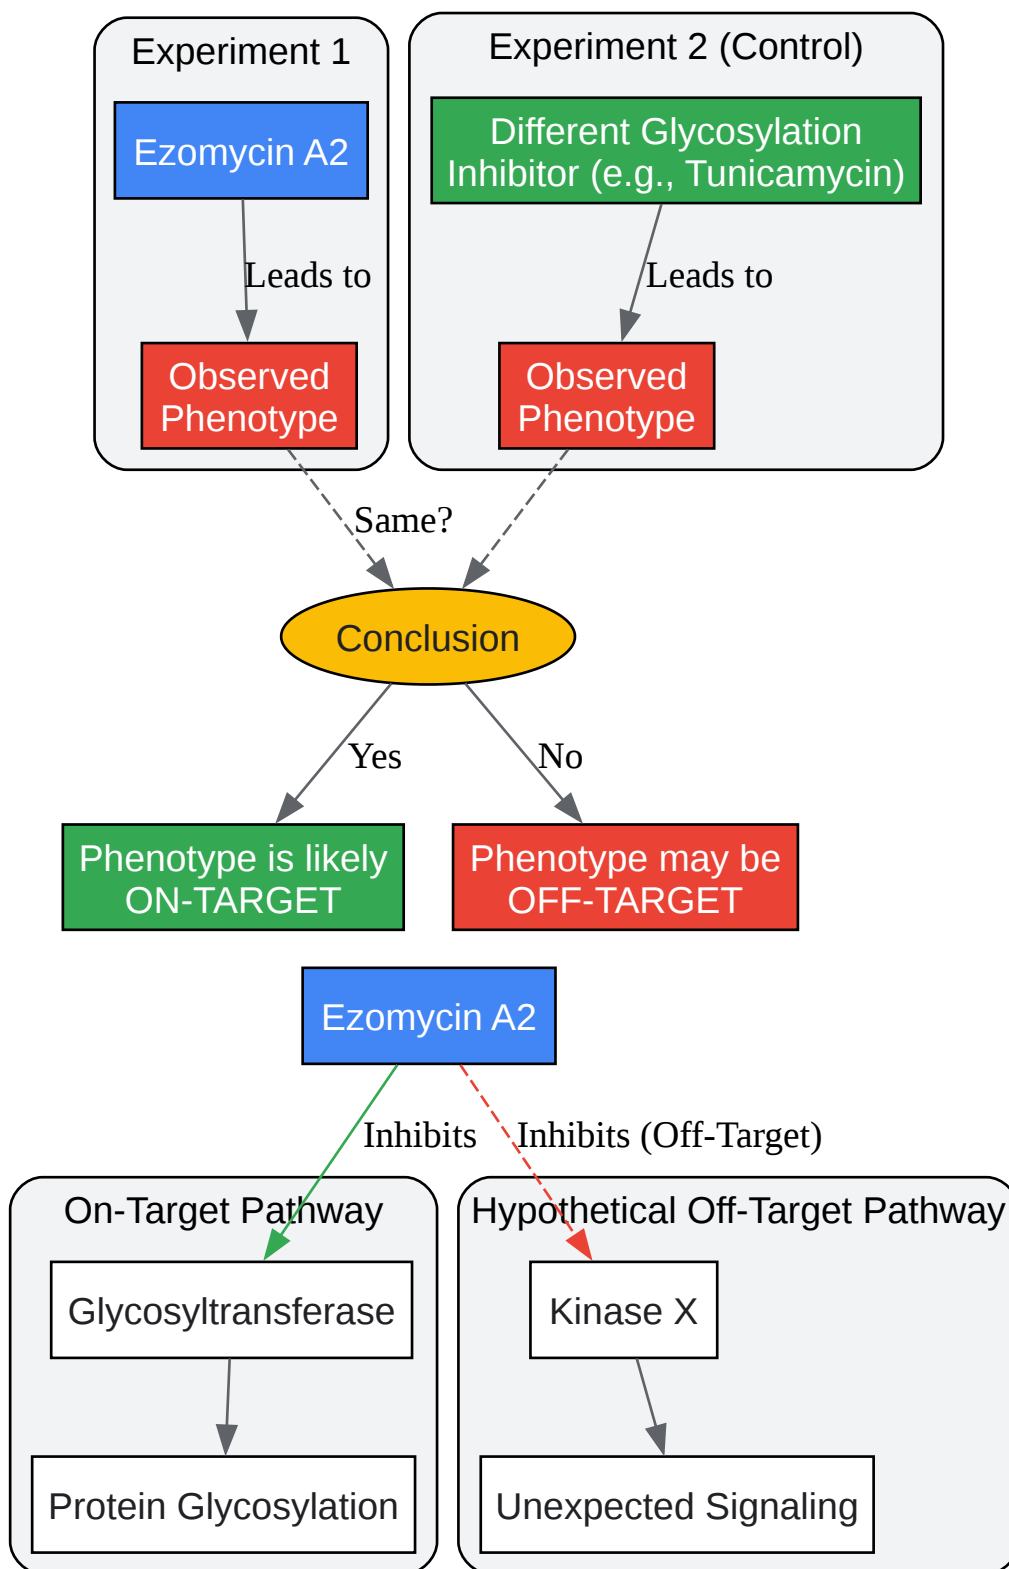 Experiment 1
Experiment 2 (Control)
Ezomycin A2
Different Glycosylation
Inhibitor (e.g., Tunicamycin)
Leads to
Leads to
Observed
Phenotype
Observed
Phenotype
Same?
Conclusion
Yes
No
Phenotype is likely
ON-TARGET
Phenotype may be
OFF-TARGET
Ezomycin A2
Inhibits
Inhibits (Off-Target)
On-Target Pathway
Hypothetical Off-Target Pathway
Glycosyltransferase
Kinase X
Protein Glycosylation
Unexpected Signaling